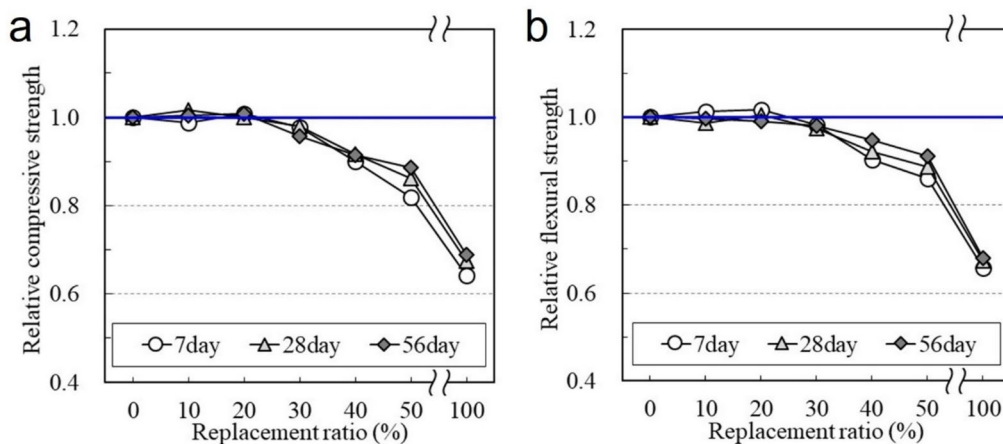 a
1.2
1.0
0.8
0.6
0.4
Relative compressive strength
7day 28day 56day
0 10 20 30 40 50 100
Replacement ratio (%)
b
1.2
1.0
0.8
0.6
0.4
Relative flexural strength
7day 28day 56day
0 10 20 30 40 50 100
Replacement ratio (%)